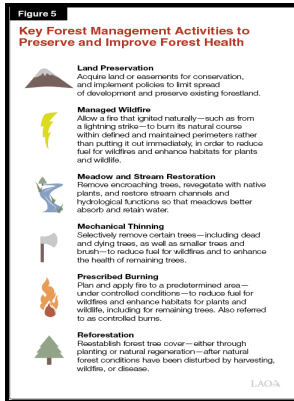 Figure 5
Key Forest Management Activities to
Preserve and Improve Forest Health
Land Preservation
Acquire land or easements for conservation,
and implement policies to limit spread
of development and preserve existing forestland.
Managed Wildfire
Allow a fire that ignited naturally—such as from
a lightning strike—to burn its natural course
within defined and maintained perimeters rather
than putting it out immediately, in order to reduce
fuel for wildfires and enhance habitats for plants
and wildlife.
Meadow and Stream Restoration
Remove encroaching trees, revegetate with native
plants, and restore stream channels and
hydrological functions so that meadows better
absorb and retain water.
Mechanical Thinning
Selectively remove certain trees—including dead
and dying trees, as well as smaller trees and
brush—to reduce fuel for wildfires and to enhance
the health of remaining trees.
Prescribed Burning
Plan and apply fire to a predetermined area—
under controlled conditions—to reduce fuel for
wildfires and enhance habitats for plants and
wildlife, including for remaining trees. Also referred
to as controlled burns.
Reforestation
Reestablish forest tree cover—either through
planting or natural regeneration—after natural
forest conditions have been disturbed by harvesting,
wildfire, or disease.
LAO